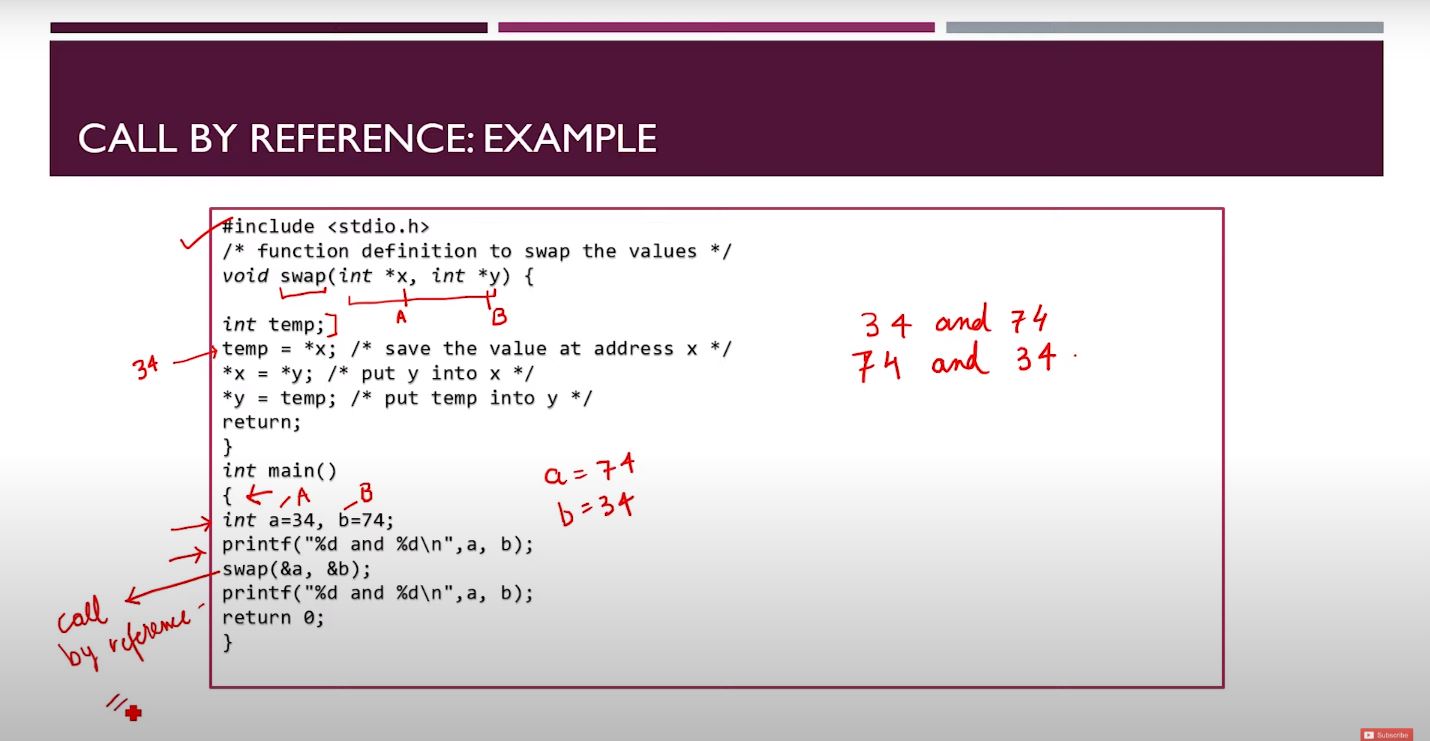 CALL BY REFERENCE: EXAMPLE
#include <stdio.h>
/* function definition to swap the values */
void swap(int *x, int *y) {
A B
int temp;]
34 temp = *x; /* save the value at address x */
*x = *y; /* put y into x */
*y = temp; /* put temp into y */
return;
}
int main()
{ A B
int a=34, b=74;
printf("%d and %d\n",a, b);
swap(&a, &b);
printf("%d and %d\n",a, b);
return 0;
}
34 and 74
74 and 34.
a=74
b=34
call
by reference
Subscribe